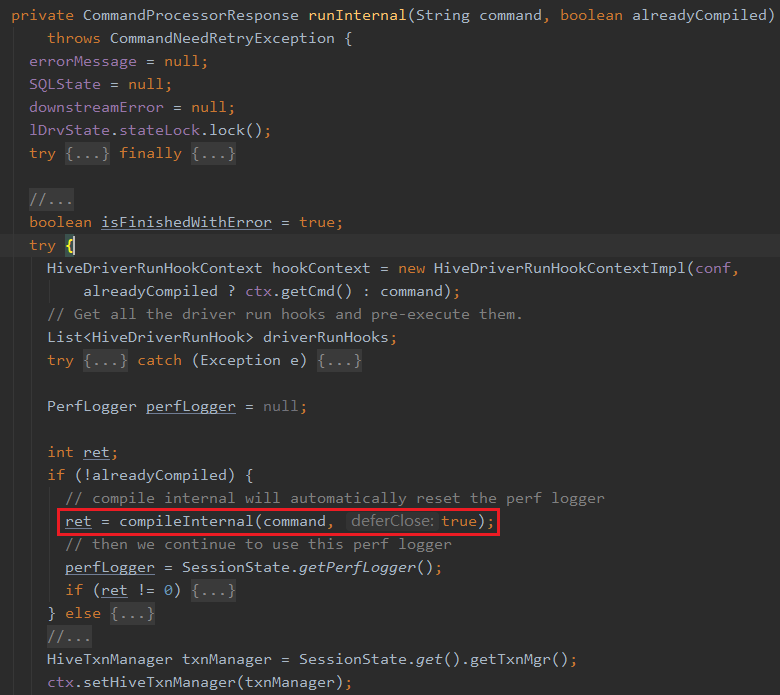 private CommandProcessorResponse runInternal(String command, boolean alreadyCompiled)
    throws CommandNeedRetryException {
  errorMessage = null;
  SQLState = null;
  downstreamError = null;
  lDrvState.stateLock.lock();
  try {...} finally {...}
  //...
  boolean isFinishedWithError = true;
  try {
    HiveDriverRunHookContext hookContext = new HiveDriverRunHookContextImpl(conf,
        alreadyCompiled ? ctx.getCmd() : command);
    // Get all the driver run hooks and pre-execute them.
    List<HiveDriverRunHook> driverRunHooks;
    try {...} catch (Exception e) {...}
    PerfLogger perfLogger = null;
    int ret;
    if (!alreadyCompiled) {
      // compile internal will automatically reset the perf logger
      ret = compileInternal(command, deferClose: true);
      // then we continue to use this perf logger
      perfLogger = SessionState.getPerfLogger();
      if (ret != 0) {...}
    } else {...}
    //...
    HiveTxnManager txnManager = SessionState.get().getTxnMgr();
    ctx.setHiveTxnManager(txnManager);